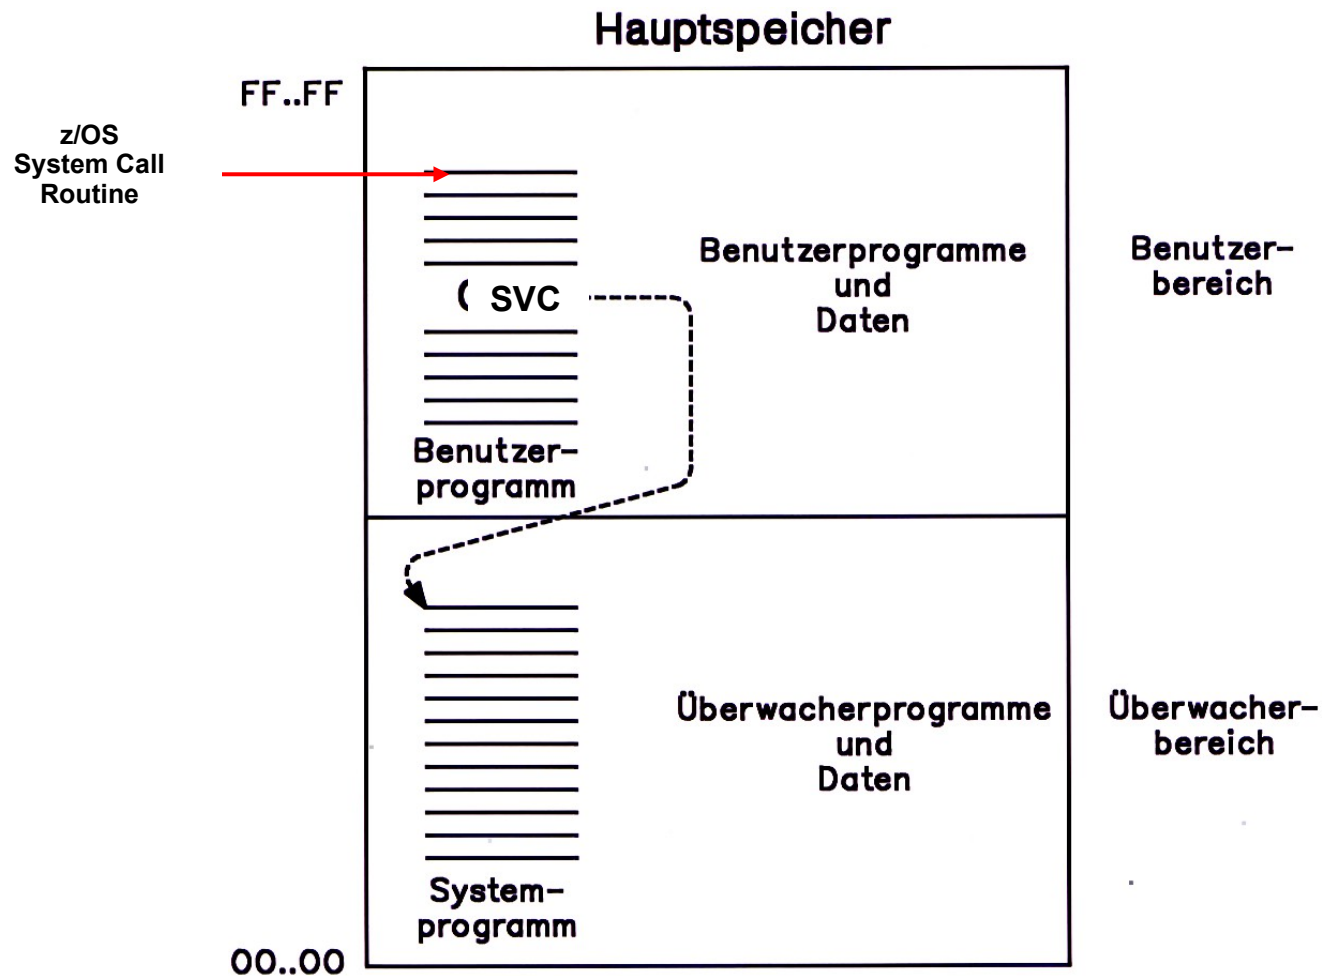 Hauptspeicher
FF..FF
z/OS
System Call
Routine
Benutzerprogramme
und
Daten
Benutzer-
bereich
( SVC
Benutzer-
programm
Überwacherprogramme
und
Daten
Überwacher-
bereich
System-
programm
00..00